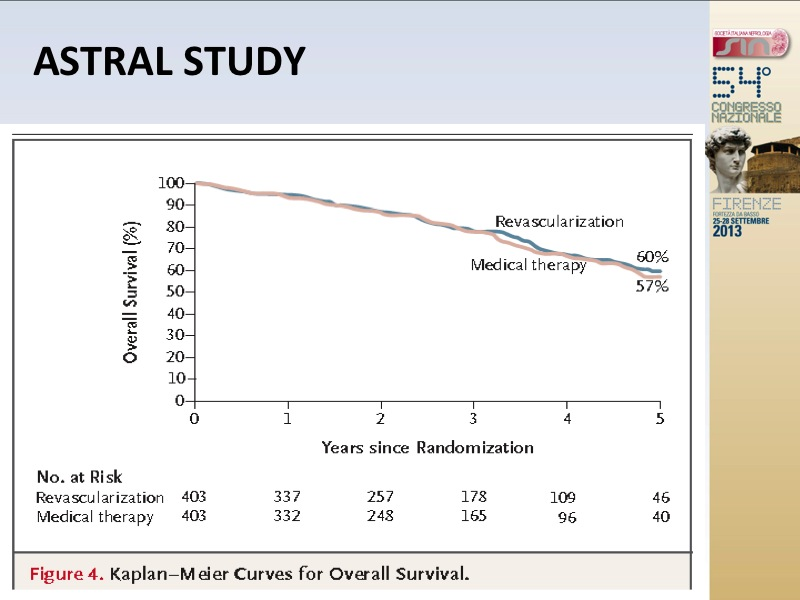 ASTRAL STUDY
SOCIETÀ ITALIANA NEFROLOGIA
SIN
54°
CONGRESSO
NAZIONALE
FIRENZE
FORTEZZA DA BASSO
25-28 SETTEMBRE
2013
Overall Survival (%)
100
90
80
70
60
50
40
30
20
10
0
Revascularization
Medical therapy
60%
57%
0 1 2 3 4 5
Years since Randomization
No. at Risk
Revascularization 403 337 257 178 109 46
Medical therapy 403 332 248 165 96 40
Figure 4. Kaplan–Meier Curves for Overall Survival.